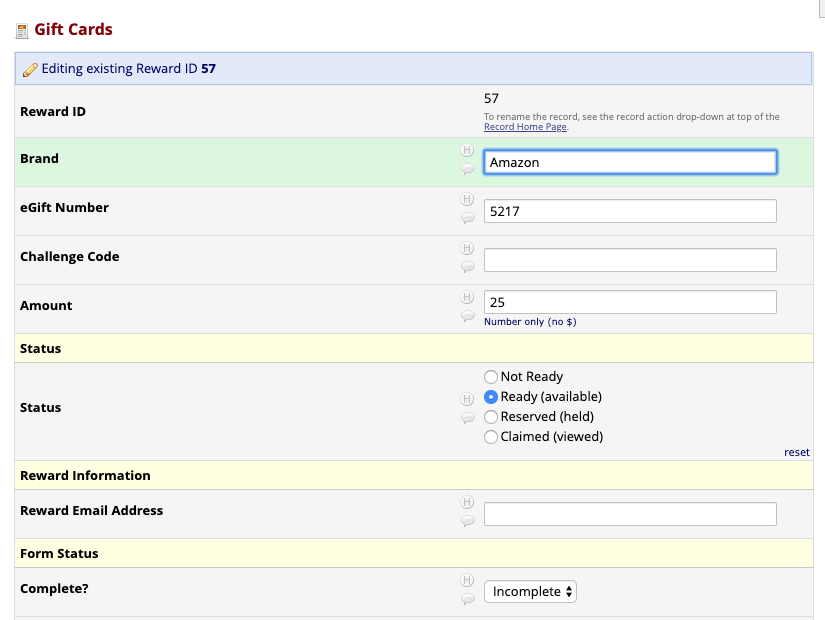 Gift Cards
Editing existing Reward ID 57
Reward ID
57
To rename the record, see the record action drop-down at top of the
Record Home Page.
Brand
H
Amazon
eGift Number
H
5217
Challenge Code
H
Amount
H
25
Number only (no $)
Status
Status
H
Not Ready
Ready (available)
Reserved (held)
Claimed (viewed)
reset
Reward Information
Reward Email Address
H
Form Status
Complete?
H
Incomplete